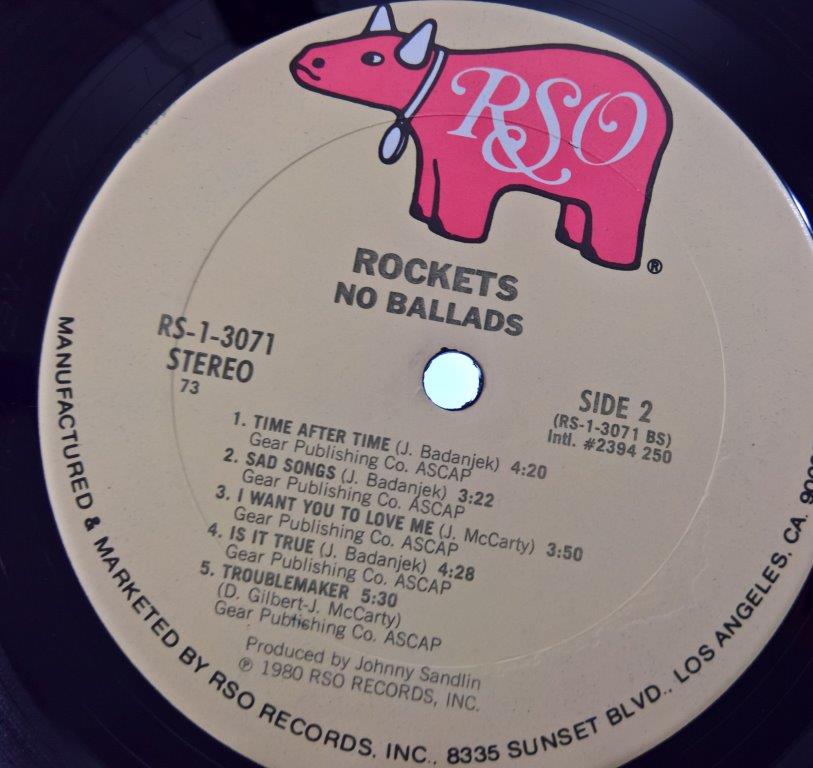 RSO
®
ROCKETS
NO BALLADS
RS-1-3071
STEREO
73
SIDE 2
(RS-1-3071 BS)
Intl. #2394 250
1. TIME AFTER TIME (J. Badanjek) 4:20
Gear Publishing Co. ASCAP
2. SAD SONGS (J. Badanjek) 3:22
Gear Publishing Co. ASCAP
3. I WANT YOU TO LOVE ME (J. McCarty) 3:50
Gear Publishing Co. ASCAP
4. IS IT TRUE (J. Badanjek) 4:28
Gear Publishing Co. ASCAP
5. TROUBLEMAKER 5:30
(D. Gilbert-J. McCarty)
Gear Publishing Co. ASCAP
Produced by Johnny Sandlin
℗ 1980 RSO RECORDS, INC.
MANUFACTURED & MARKETED BY RSO RECORDS, INC., 8335 SUNSET BLVD., LOS ANGELES, CA.